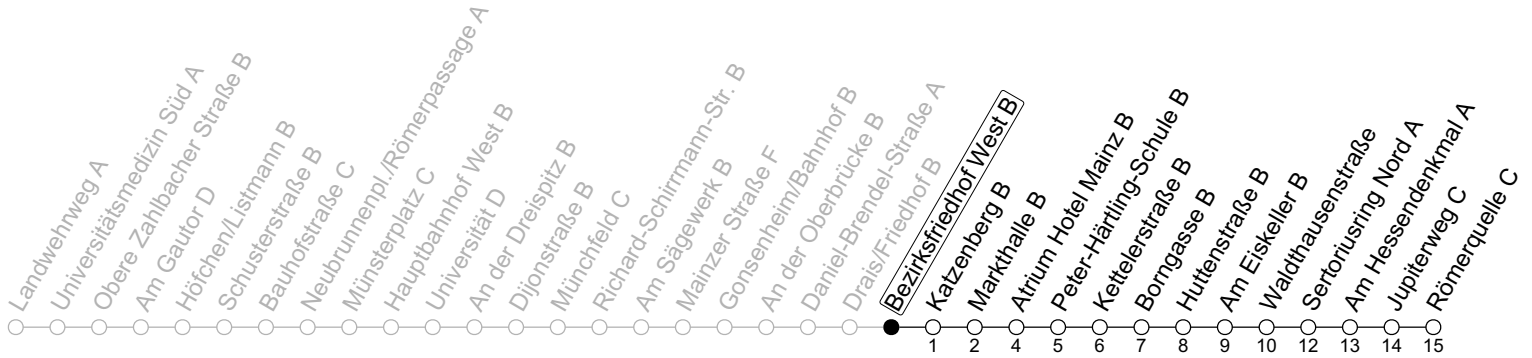 Landwehrweg A
Universitätsmedizin Süd A
Obere Zahlbacher Straße B
Am Gautor D
Höfchen/Listmann B
Schusterstraße B
Bauhofstraße C
Neubrunnenpl./Römerpassage A
Münsterplatz C
Hauptbahnhof West B
Universität D
An der Dreispitz B
Dijonstraße B
Münchfeld C
Richard-Schirrmann-Str. B
Am Sägewerk B
Mainzer Straße F
Gonsenheim/Bahnhof B
An der Oberbrücke B
Daniel-Brendel-Straße A
Drais/Friedhof B
Bezirksfriedhof West B
Katzenberg B
Markthalle B
Atrium Hotel Mainz B
Peter-Härtling-Schule B
Kettelerstraße B
Borngasse B
Huttenstraße B
Am Eiskeller B
Waldthausenstraße
Sertoriusring Nord A
Am Hessendenkmal A
Jupiterweg C
Römerquelle C
1 2 4 5 6 7 8 9 10 12 13 14 15